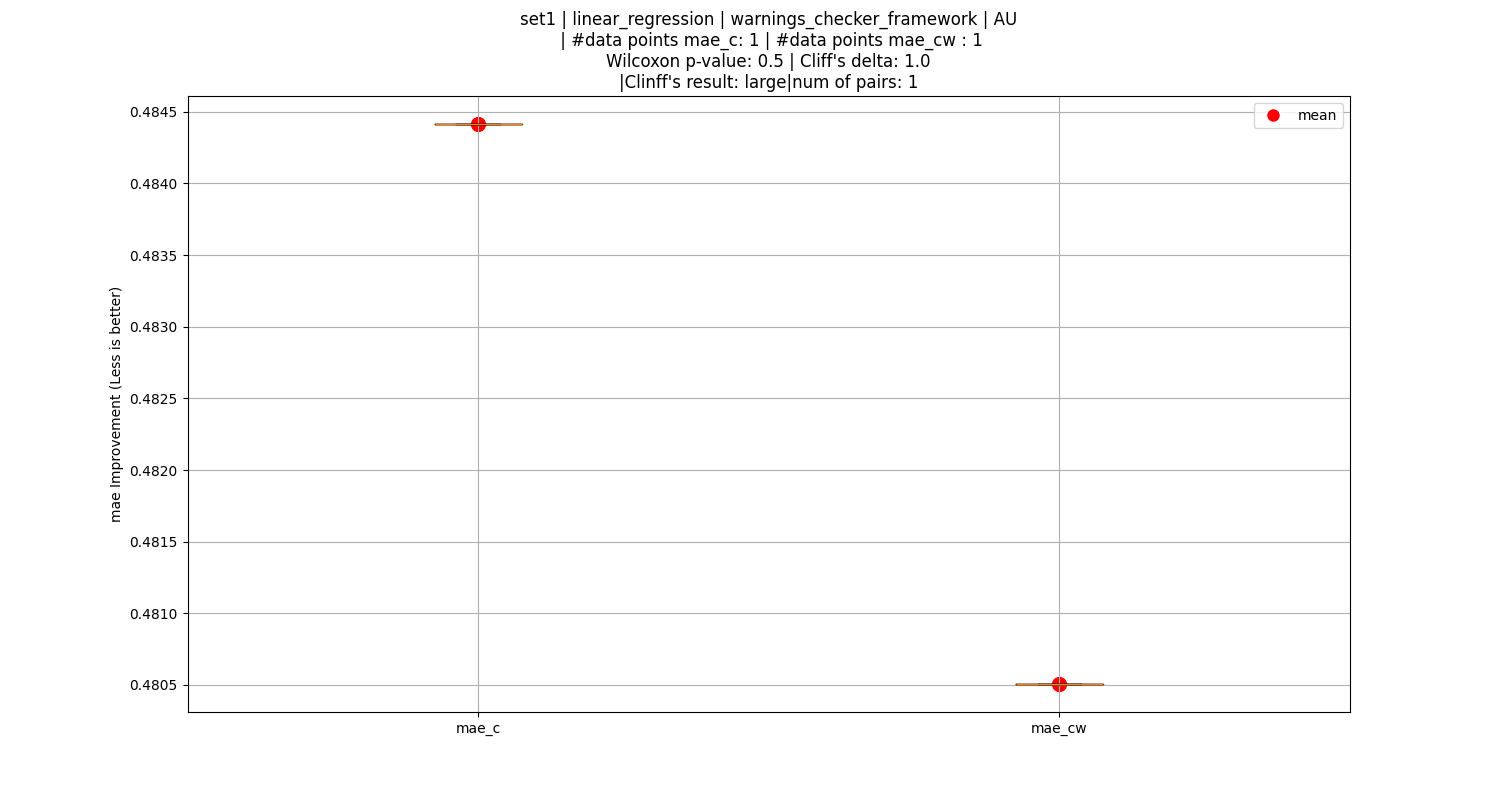 set1 | linear_regression | warnings_checker_framework | AU
| #data points mae_c: 1 | #data points mae_cw : 1
Wilcoxon p-value: 0.5 | Cliff's delta: 1.0
|Clinff's result: large|num of pairs: 1
mean
mae Improvement (Less is better)
0.4845
0.4840
0.4835
0.4830
0.4825
0.4820
0.4815
0.4810
0.4805
mae_c
mae_cw